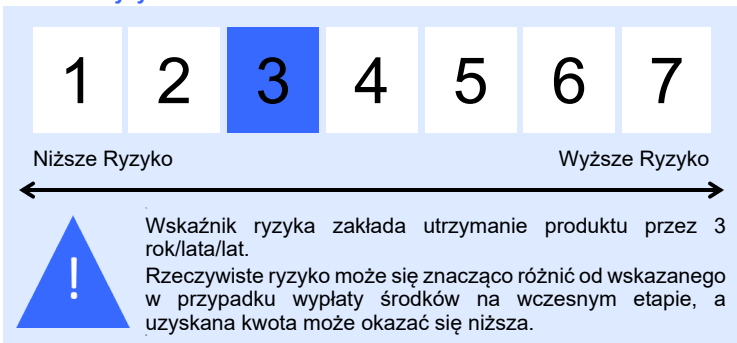 1 2 3 4 5 6 7
Niższe Ryzyko Wyższe Ryzyko
!
Wskaźnik ryzyka zakłada utrzymanie produktu przez 3
rok/lata/lat.
Rzeczywiste ryzyko może się znacząco różnić od wskazanego
w przypadku wypłaty środków na wczesnym etapie, a
uzyskana kwota może okazać się niższa.